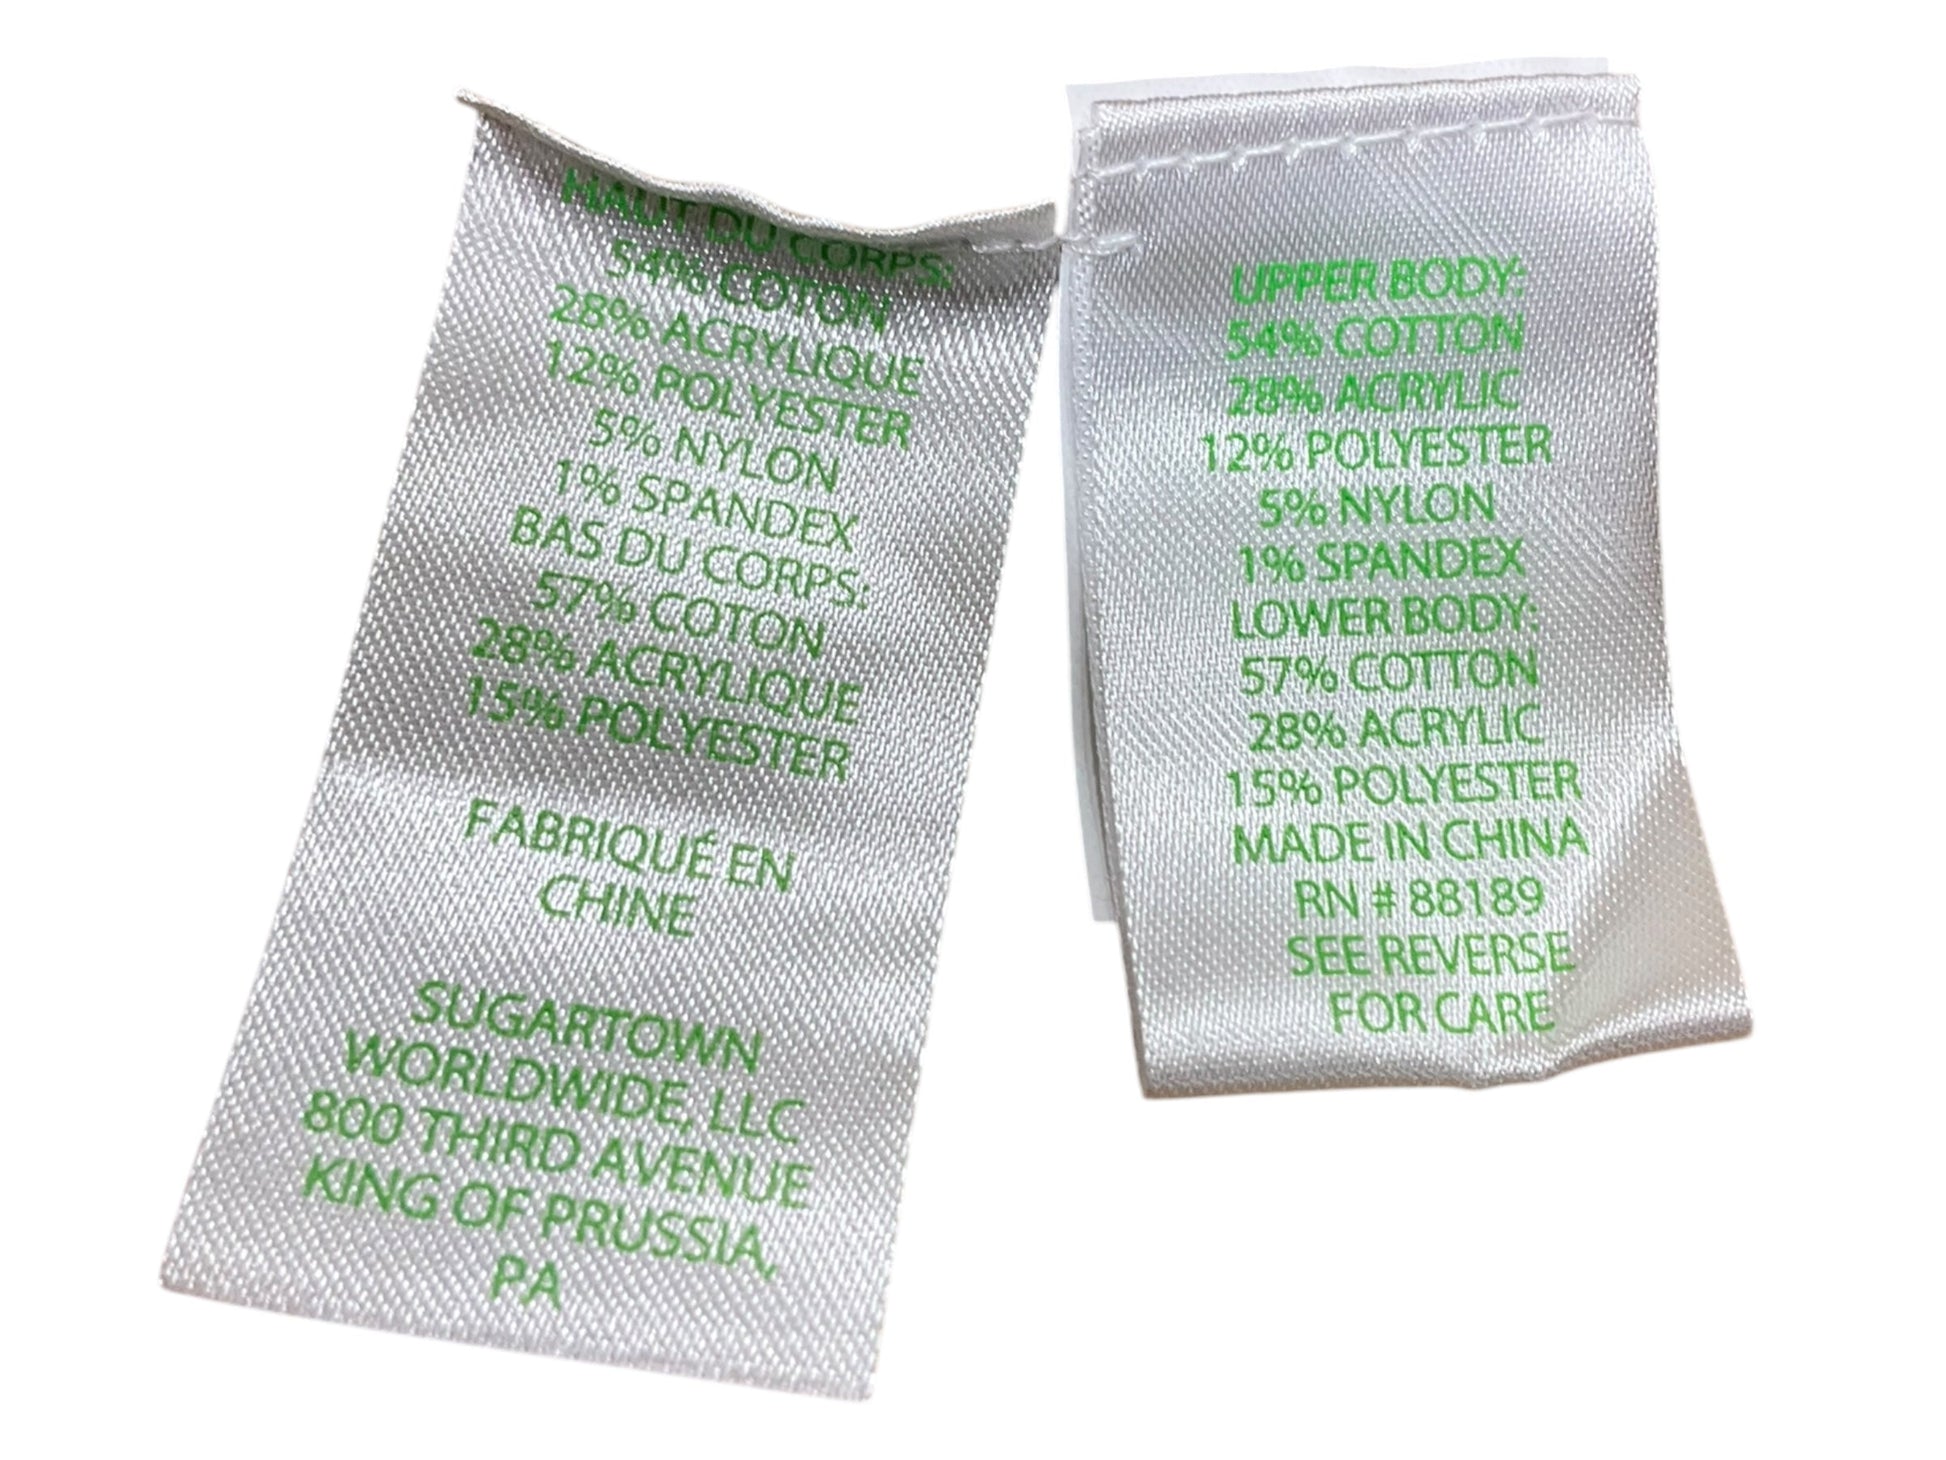 HAUT DU CORPS:
54% COTON
28% ACRYLIQUE
12% POLYESTER
5% NYLON
1% SPANDEX
BAS DU CORPS:
57% COTON
28% ACRYLIQUE
15% POLYESTER
FABRIQUÉ EN
CHINE
SUGARTOWN
WORLDWIDE, LLC
800 THIRD AVENUE
KING OF PRUSSIA,
PA
UPPER BODY:
54% COTTON
28% ACRYLIC
12% POLYESTER
5% NYLON
1% SPANDEX
LOWER BODY:
57% COTTON
28% ACRYLIC
15% POLYESTER
MADE IN CHINA
RN # 88189
SEE REVERSE
FOR CARE